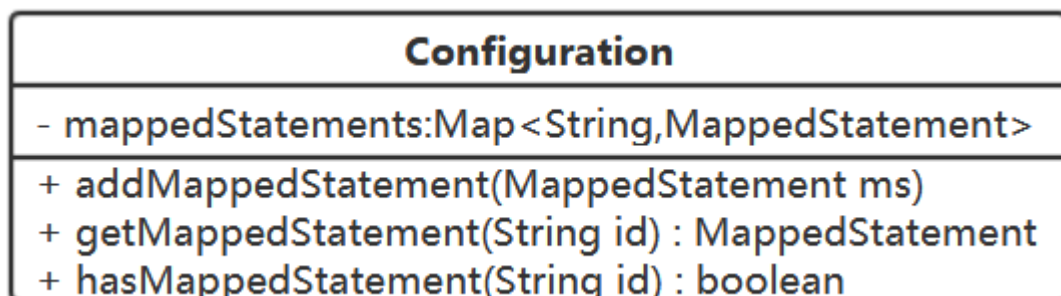 Configuration
- mappedStatements:Map<String,MappedStatement>
+ addMappedStatement(MappedStatement ms)
+ getMappedStatement(String id) : MappedStatement
+ hasMappedStatement(String id) : boolean